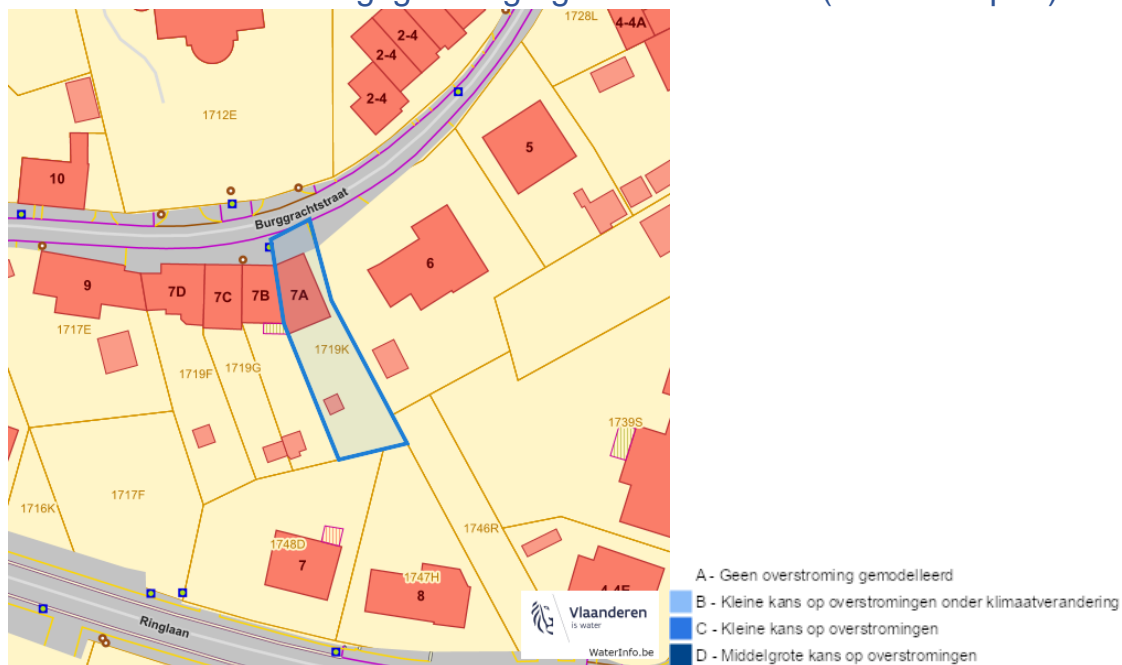 1728L
4-4A
2-4
2-4
2-4
1712E
5
10
Burggrachtstraat
6
9
7D
7C
7B
7A
1717E
1719K
1719F
1719G
1739S
1717F
1716K
1746R
1748D
7
1747H
8
4-4E
Ringlaan
Vlaanderen
is water
WaterInfo.be
A - Geen overstroming gemodelleerd
B - Kleine kans op overstromingen onder klimaatverandering
C - Kleine kans op overstromingen
D - Middelgrote kans op overstromingen